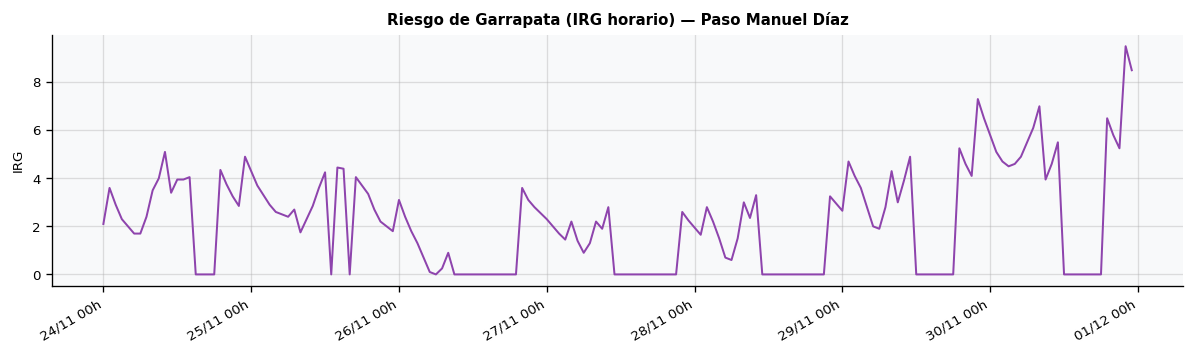 Riesgo de Garrapata (IRG horario) — Paso Manuel Díaz
IRG
8
6
4
2
0
24/11 00h
25/11 00h
26/11 00h
27/11 00h
28/11 00h
29/11 00h
30/11 00h
01/12 00h